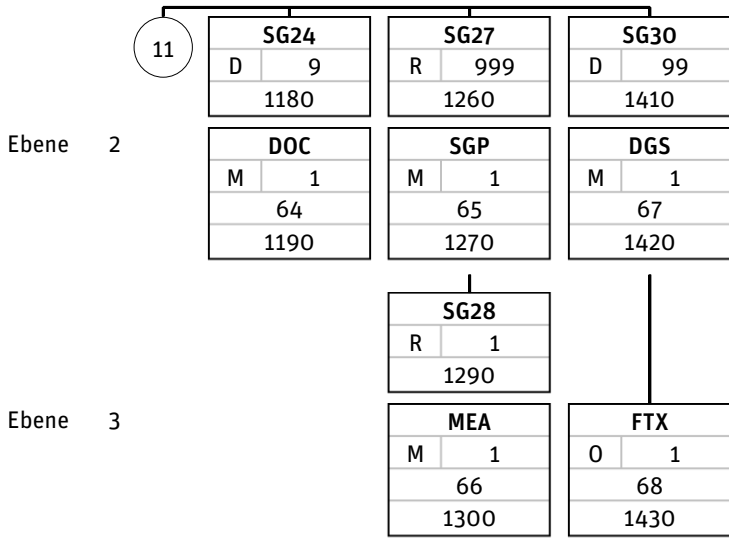 11
SG24 SG27 SG30
D 9 R 999 D 99
1180 1260 1410
Ebene 2 DOC SGP DGS
M 1 M 1 M 1
64 65 67
1190 1270 1420
SG28
R 1
1290
Ebene 3 MEA FTX
M 1 O 1
66 68
1300 1430